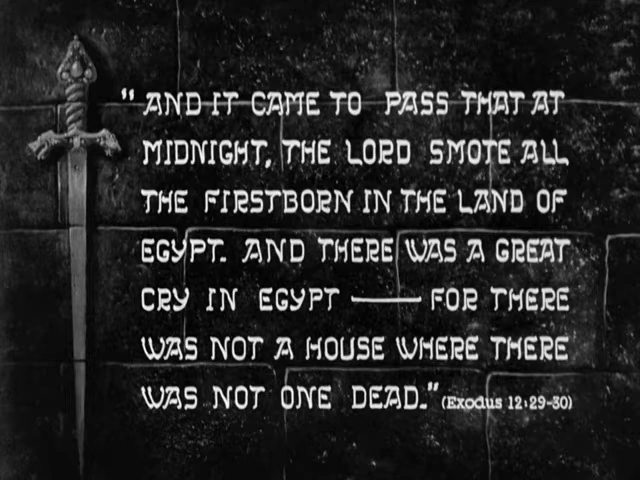 "AND IT CAME TO PASS THAT AT
MIDNIGHT, THE LORD SMOTE ALL
THE FIRSTBORN IN THE LAND OF
EGYPT. AND THERE WAS A GREAT
CRY IN EGYPT — FOR THERE
WAS NOT A HOUSE WHERE THERE
WAS NOT ONE DEAD." (Exodus 12:29-30)